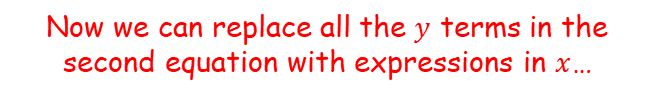 Now we can replace all the y terms in the
second equation with expressions in x...